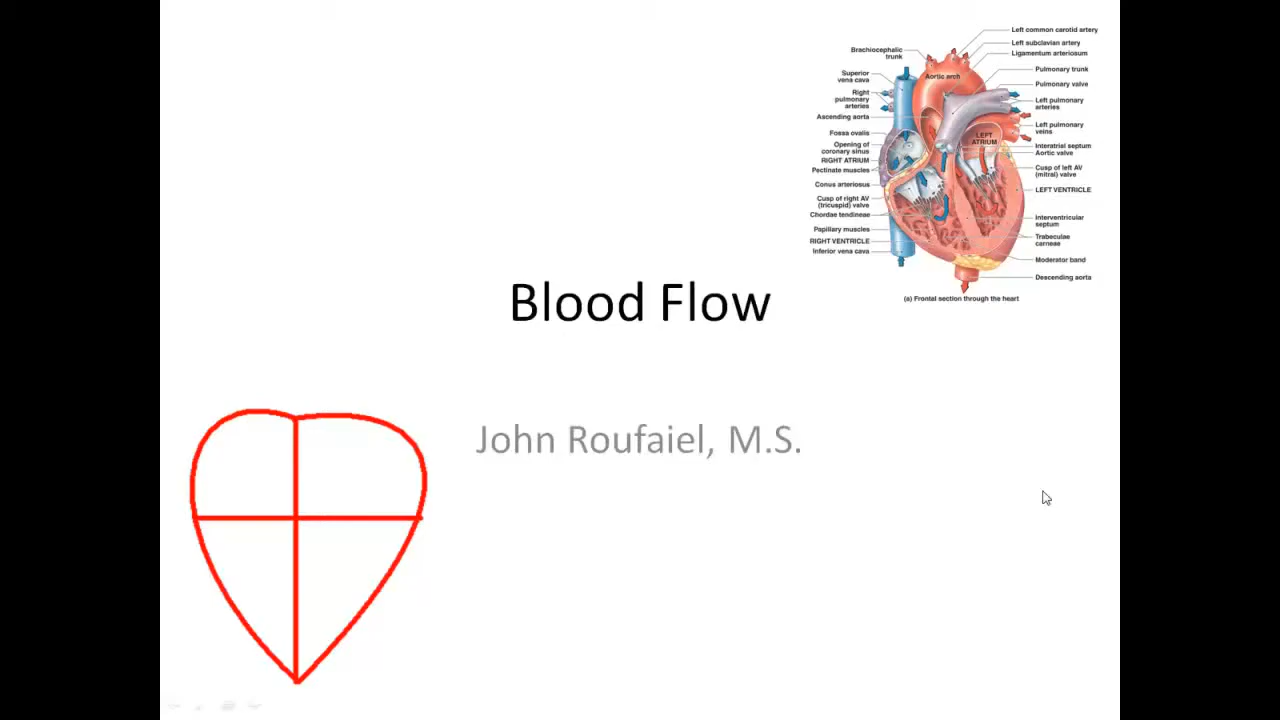 Blood Flow
John Roufaiel, M.S.
Brachiocephalic
trunk
Superior
vena cava
Right
pulmonary
arteries
Ascending aorta
Fossa ovalis
Opening of
coronary sinus
RIGHT ATRIUM
Pectinate muscles
Conus arteriosus
Cusp of right AV
(tricuspid) valve
Chordae tendineae
Papillary muscles
RIGHT VENTRICLE
Inferior vena cava
Aortic arch
LEFT
ATRIUM
Left common carotid artery
Left subclavian artery
Ligamentum arteriosum
Pulmonary trunk
Pulmonary valve
Left pulmonary
arteries
Left pulmonary
veins
Interatrial septum
Aortic valve
Cusp of left AV
(mitral) valve
LEFT VENTRICLE
Interventricular
septum
Trabeculae
carneae
Moderator band
Descending aorta
(a) Frontal section through the heart